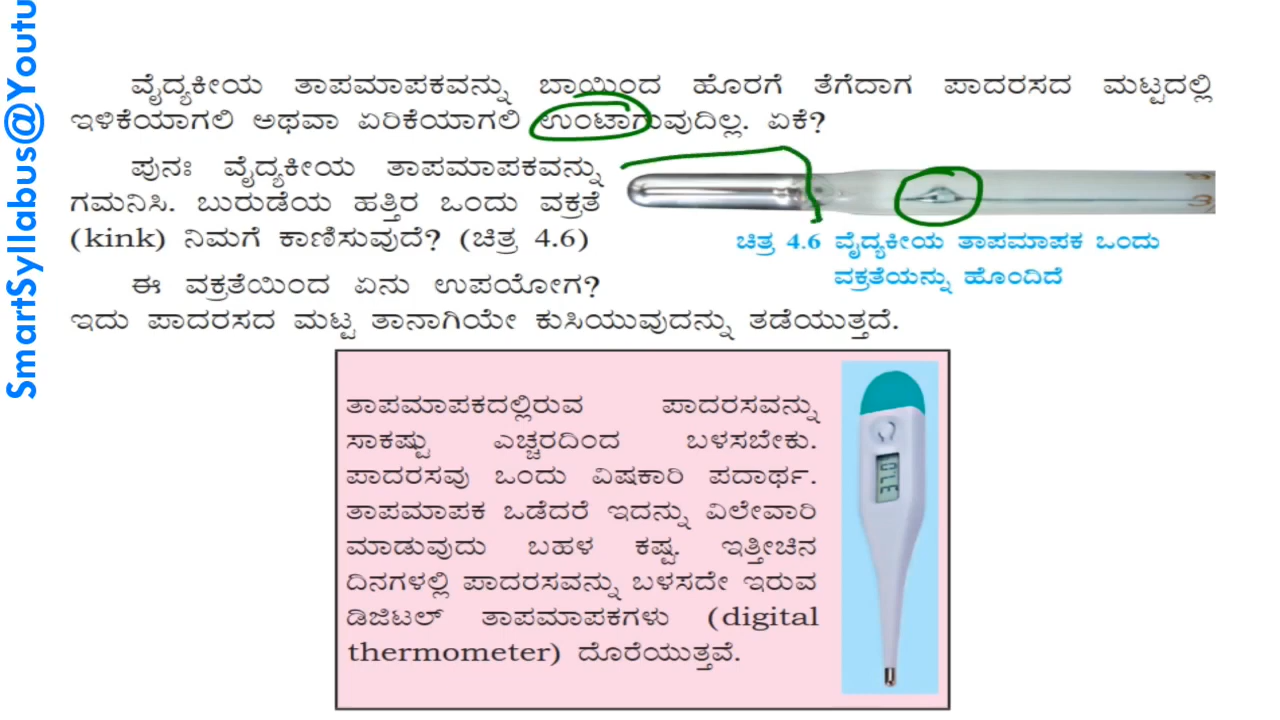 SmartSyllabus@Youtu
ವೈದ್ಯಕೀಯ ತಾಪಮಾಪಕವನ್ನು ಬಾಯಿಂದ ಹೊರಗೆ ತೆಗೆದಾಗ ಪಾದರಸದ ಮಟ್ಟದಲ್ಲಿ
ಇಳಿಕೆಯಾಗಲಿ ಅಥವಾ ಏರಿಕೆಯಾಗಲಿ ಉಂಟಾಗುವುದಿಲ್ಲ. ಏಕೆ?
ಪುನಃ ವೈದ್ಯಕೀಯ ತಾಪಮಾಪಕವನ್ನು
ಗಮನಿಸಿ. ಬುರುಡೆಯ ಹತ್ತಿರ ಒಂದು ವಕ್ರತೆ
(kink) ನಿಮಗೆ ಕಾಣಿಸುವುದೆ? (ಚಿತ್ರ 4.6)
ಚಿತ್ರ 4.6 ವೈದ್ಯಕೀಯ ತಾಪಮಾಪಕ ಒಂದು
ವಕ್ರತೆಯನ್ನು ಹೊಂದಿದೆ
ಈ ವಕ್ರತೆಯಿಂದ ಏನು ಉಪಯೋಗ?
ಇದು ಪಾದರಸದ ಮಟ್ಟ ತಾನಾಗಿಯೇ ಕುಸಿಯುವುದನ್ನು ತಡೆಯುತ್ತದೆ.
ತಾಪಮಾಪಕದಲ್ಲಿರುವ ಪಾದರಸವನ್ನು
ಸಾಕಷ್ಟು ಎಚ್ಚರದಿಂದ ಬಳಸಬೇಕು.
ಪಾದರಸವು ಒಂದು ವಿಷಕಾರಿ ಪದಾರ್ಥ.
ತಾಪಮಾಪಕ ಒಡೆದರೆ ಇದನ್ನು ವಿಲೇವಾರಿ
ಮಾಡುವುದು ಬಹಳ ಕಷ್ಟ. ಇತ್ತೀಚಿನ
ದಿನಗಳಲ್ಲಿ ಪಾದರಸವನ್ನು ಬಳಸದೇ ಇರುವ
ಡಿಜಿಟಲ್ ತಾಪಮಾಪಕಗಳು (digital
thermometer) ದೊರೆಯುತ್ತವೆ.